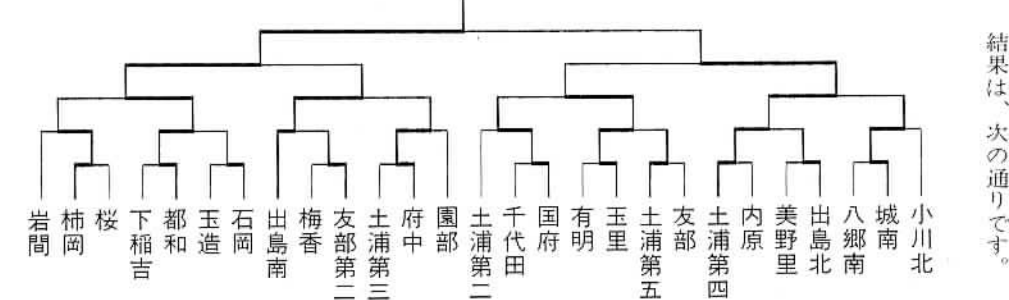 結果は、次の通りです。
岩間
柿岡
桜
下稲吉
都和
玉造
石岡
出島南
梅香
友部第二
土浦第三
府中
園部
土浦第二
千代田
国府
有明
玉里
土浦第五
友部
土浦第四
内原
美野里
出島北
八郷南
城南
小川北